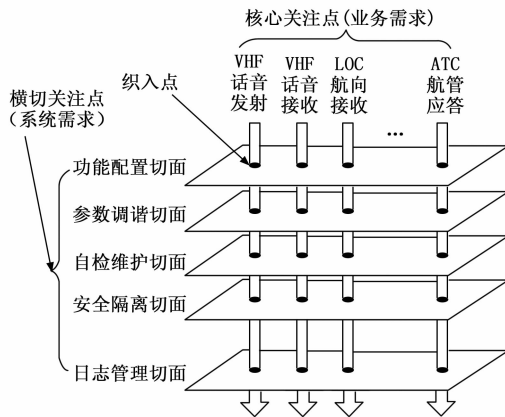 核心关注点(业务需求)
VHF
话音
发射
VHF
话音
接收
LOC
航向
接收
...
ATC
航管
应答
织入点
横切关注点
(系统需求)
功能配置切面
参数调谐切面
自检维护切面
安全隔离切面
日志管理切面